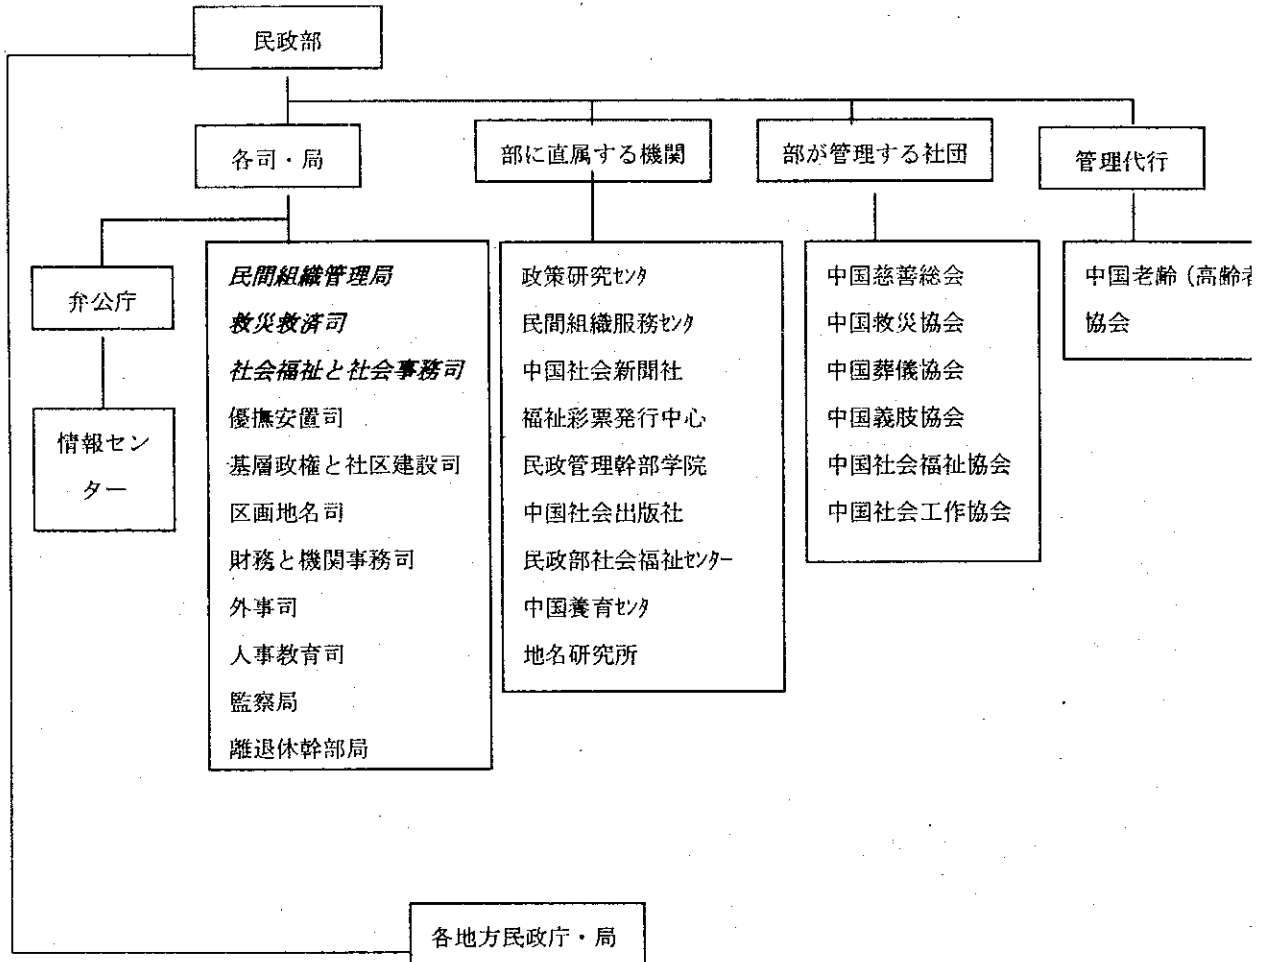 民政部
各司・局
部に直属する機関
部が管理する社団
管理代行
弁公庁
情報セン
ター
民間組織管理局
救災救済司
社会福祉と社会事務司
優撫安置司
基層政権と社区建設司
区画地名司
財務と機関事務司
外事司
人事教育司
監察局
離退休幹部局
政策研究ｾﾝﾀ
民間組織服務ｾﾝﾀ
中国社会新聞社
福祉彩票発行中心
民政管理幹部学院
中国社会出版社
民政部社会福祉ｾﾝﾀｰ
中国養育ｾﾝﾀ
地名研究所
中国慈善総会
中国救災協会
中国葬儀協会
中国義肢協会
中国社会福祉協会
中国社会工作協会
中国老齢（高齢者
協会
各地方民政庁・局